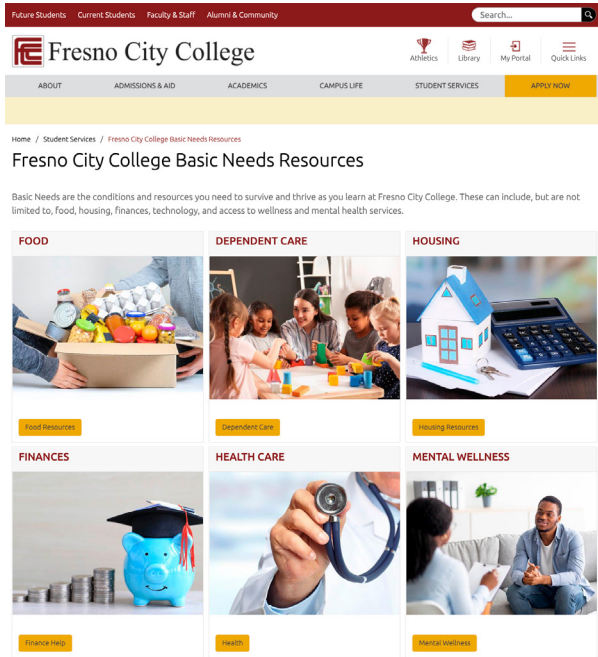 Future Students Current Students Faculty & Staff Alumni & Community Search...
Fresno City College
Athletics Library My Portal Quick Links
ABOUT ADMISSIONS & AID ACADEMICS CAMPUS LIFE STUDENT SERVICES APPLY NOW
Home / Student Services / Fresno City College Basic Needs Resources
Fresno City College Basic Needs Resources
Basic Needs are the conditions and resources you need to survive and thrive as you learn at Fresno City College. These can include, but are not
limited to, food, housing, finances, technology, and access to wellness and mental health services.
FOOD DEPENDENT CARE HOUSING
Food Resources Dependent Care Housing Resources
FINANCES HEALTH CARE MENTAL WELLNESS
Finance Help Health Mental Wellness